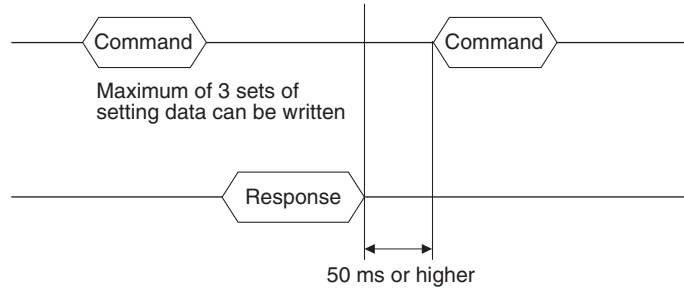 Command
Command
Maximum of 3 sets of
setting data can be written
Response
50 ms or higher